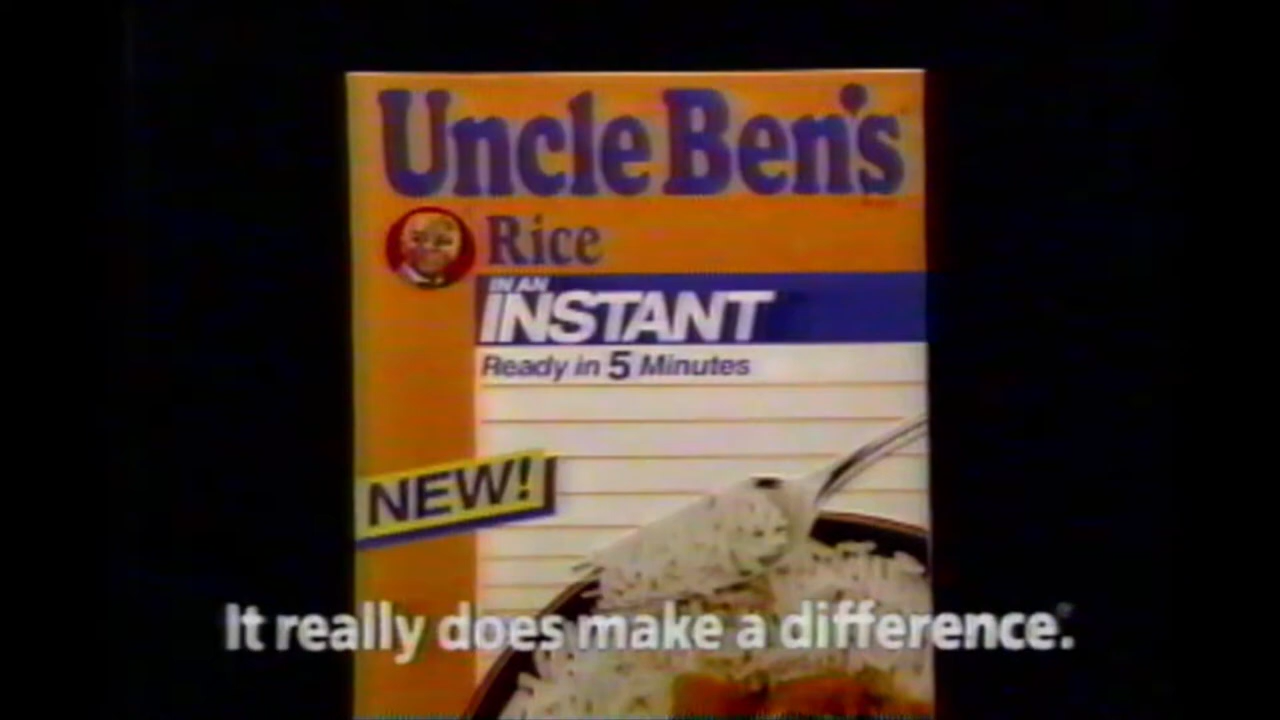 Uncle Ben's
Rice
IN AN
INSTANT
Ready in 5 Minutes
NEW!
It really does make a difference.